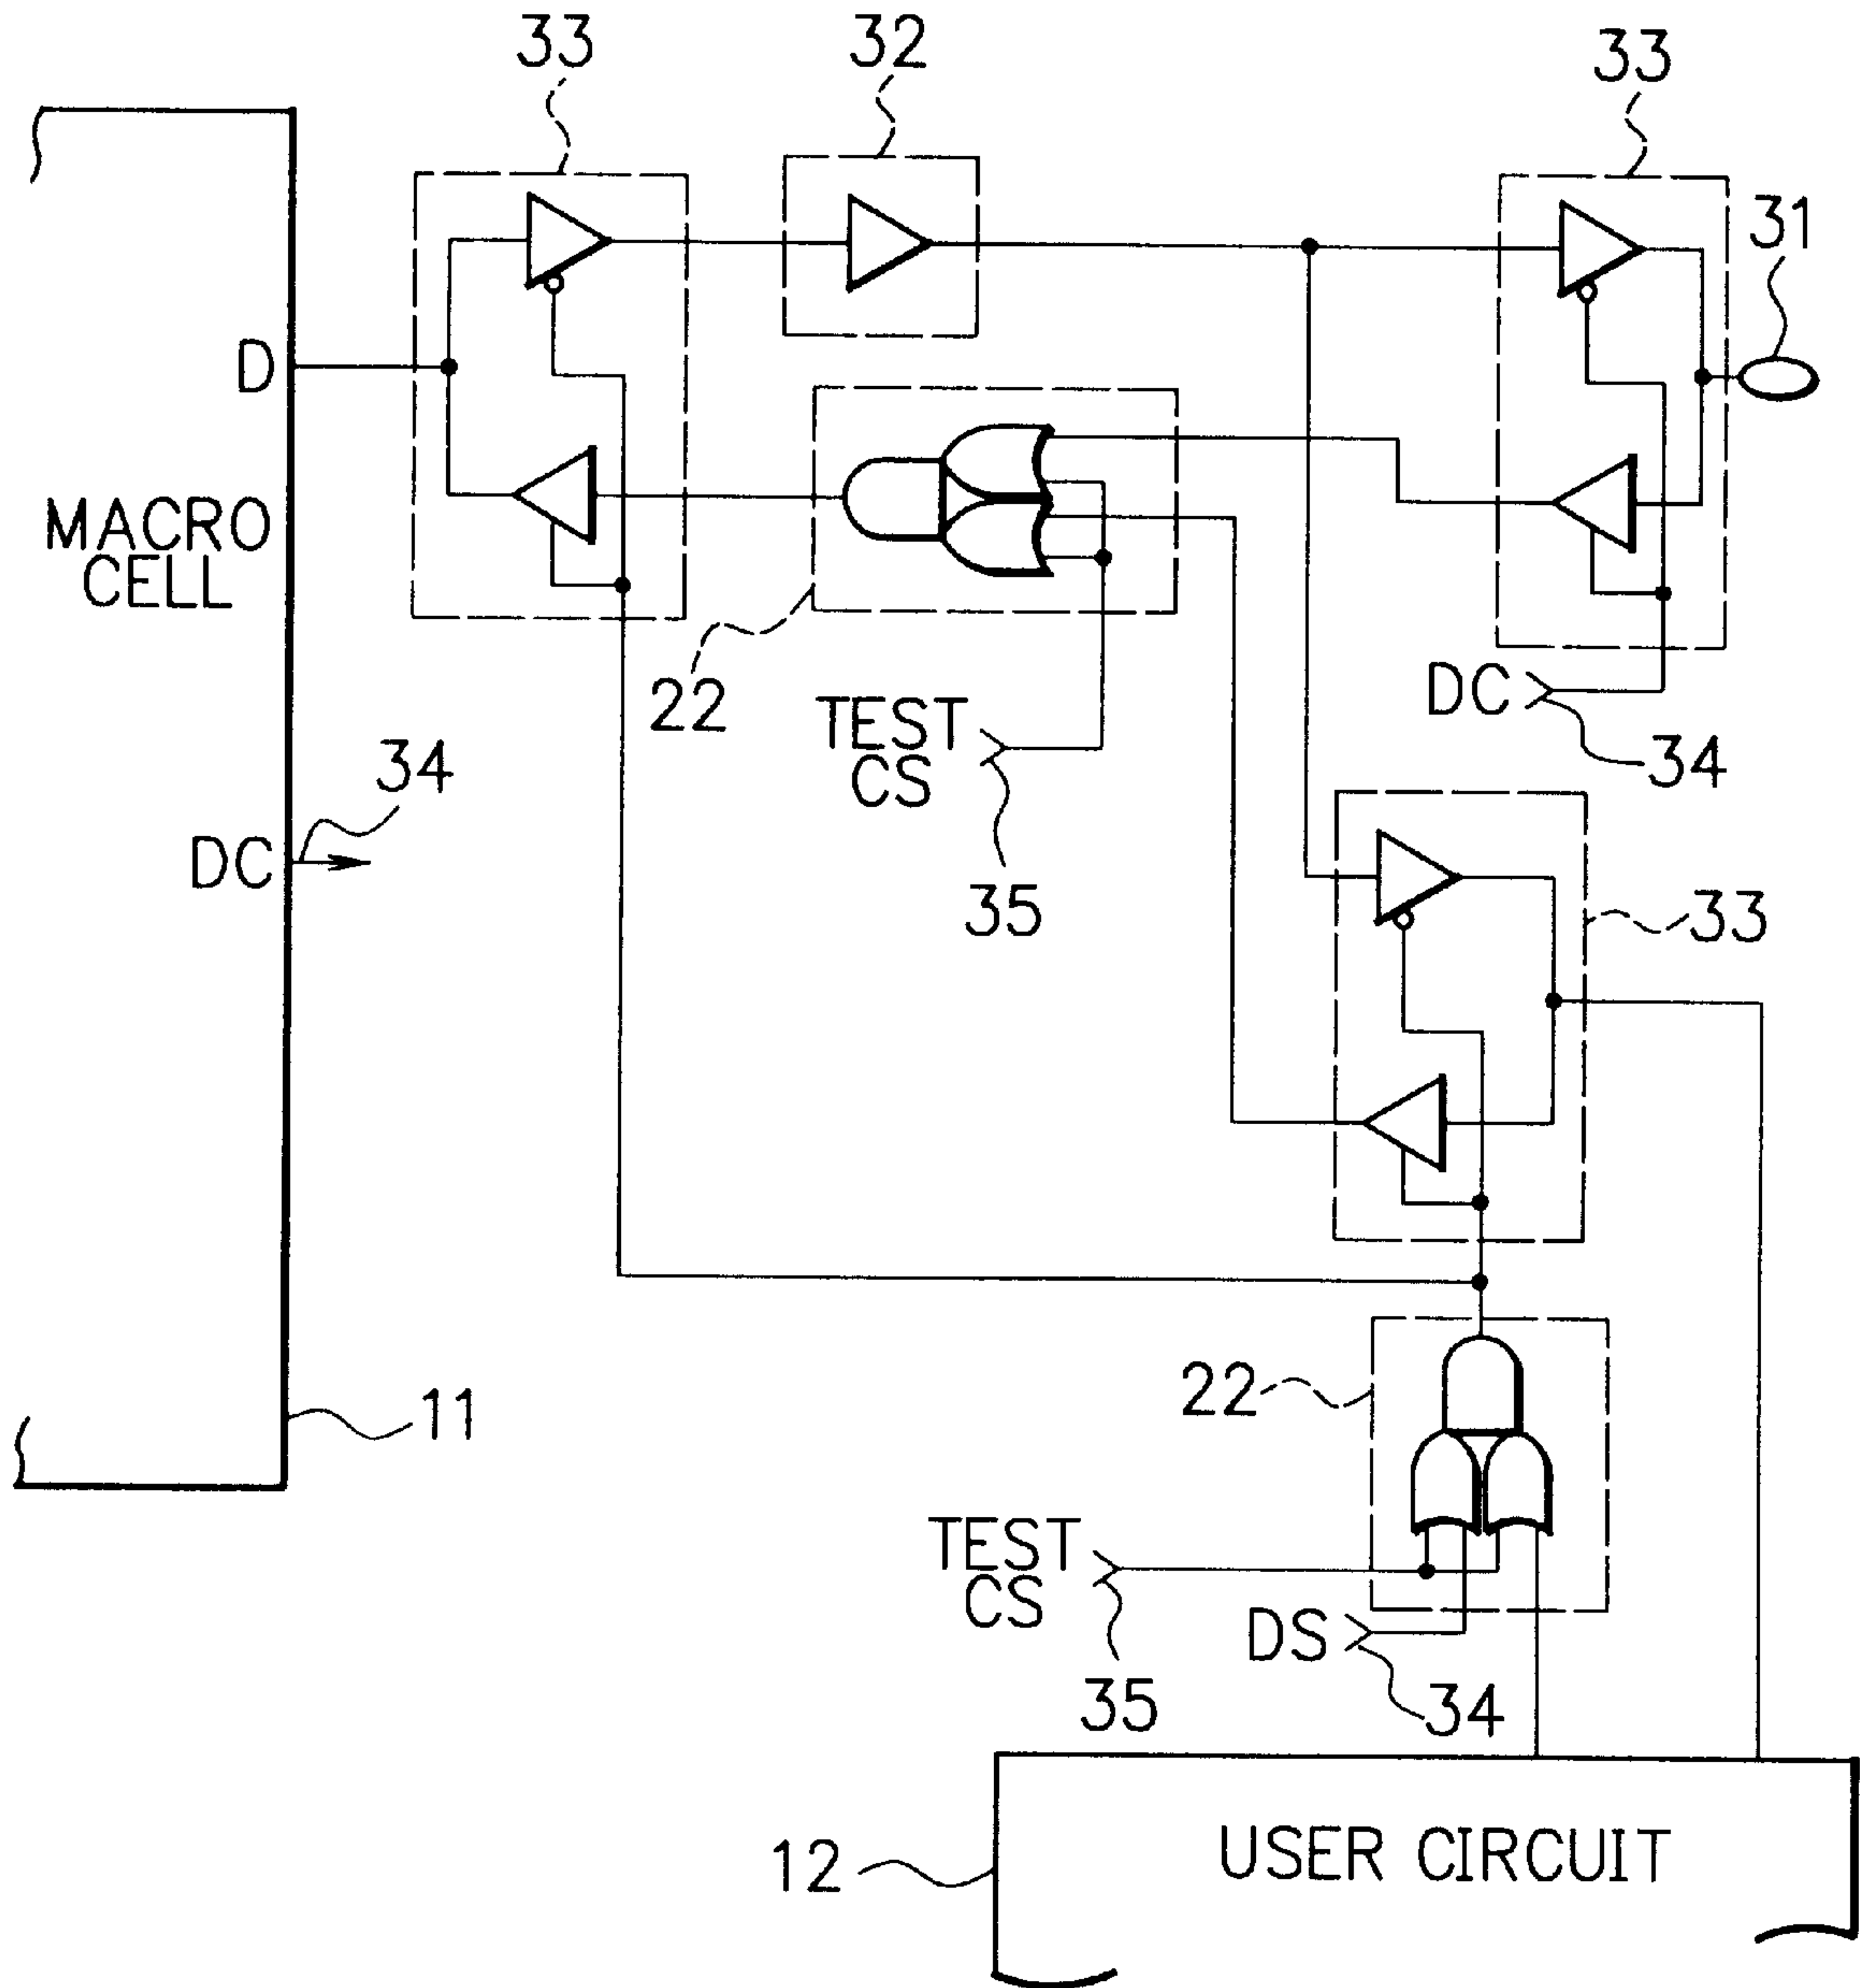 33
32
33
31
D
MACRO
CELL
22
TEST
CS
35
DC
34
34
DC
33
11
22
TEST
CS
35
DS
34
12
USER CIRCUIT